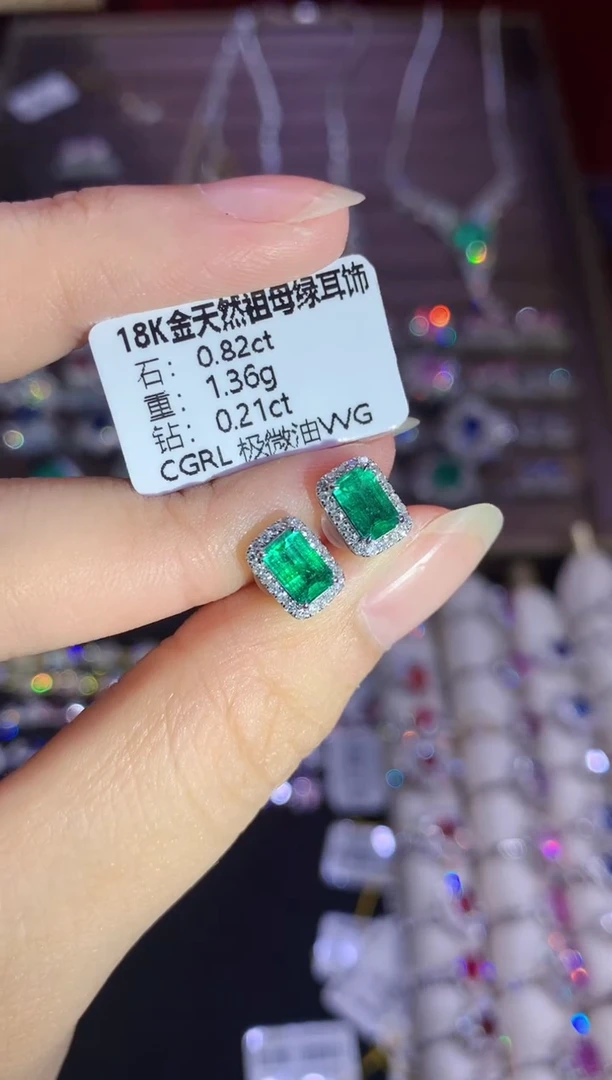 18K金天然祖母绿耳饰
石： 0.82ct
重： 1.36g
钻： 0.21ct
CGRL 极微油VVG